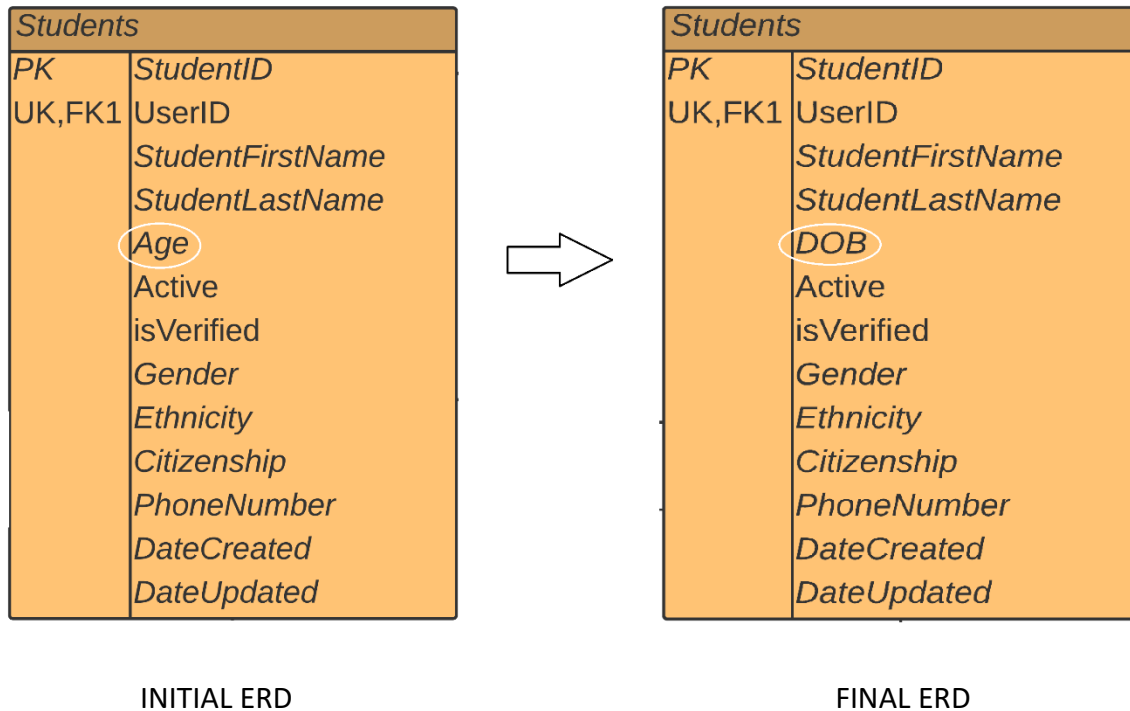 Students
PK StudentID
UK,FK1 UserID
StudentFirstName
StudentLastName
Age
Active
isVerified
Gender
Ethnicity
Citizenship
PhoneNumber
DateCreated
DateUpdated
INITIAL ERD
Students
PK StudentID
UK,FK1 UserID
StudentFirstName
StudentLastName
DOB
Active
isVerified
Gender
Ethnicity
Citizenship
PhoneNumber
DateCreated
DateUpdated
FINAL ERD